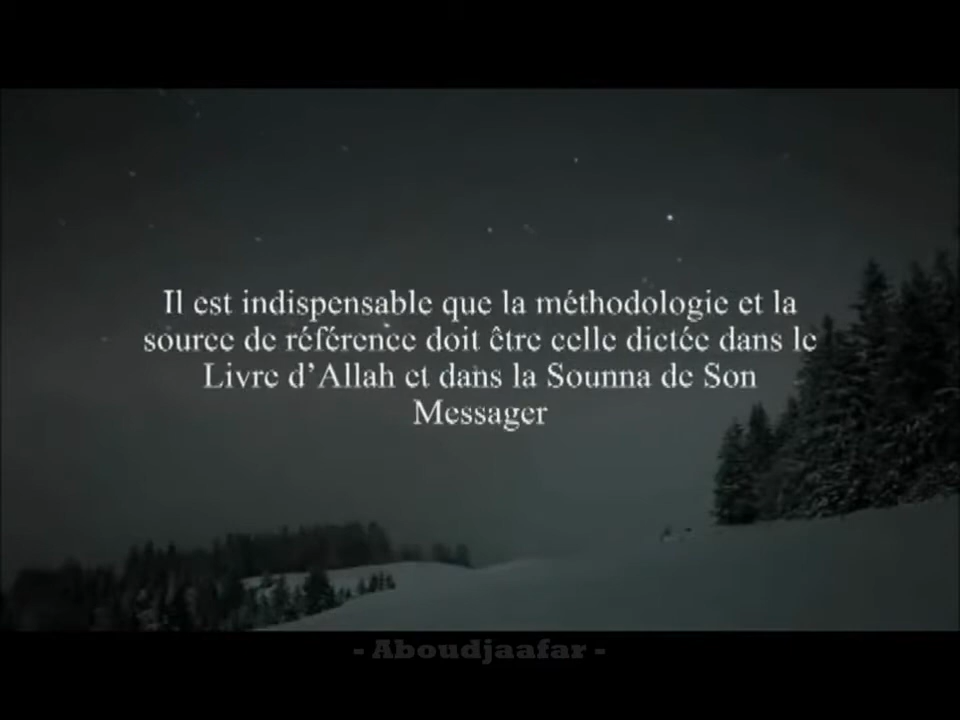 Il est indispensable que la méthodologie et la
source de référence doit être celle dictée dans le
Livre d'Allah et dans la Sounna de Son
Messager
- Aboudjaafar -